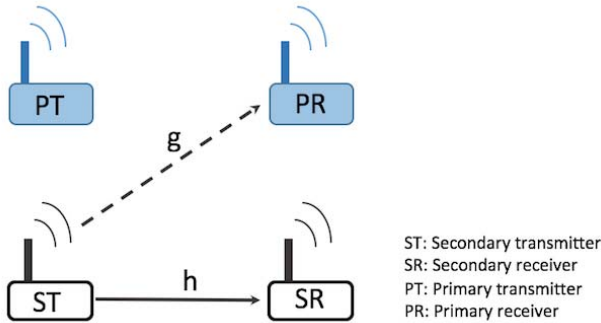 PT
PR
g
ST
h
SR
ST: Secondary transmitter
SR: Secondary receiver
PT: Primary transmitter
PR: Primary receiver